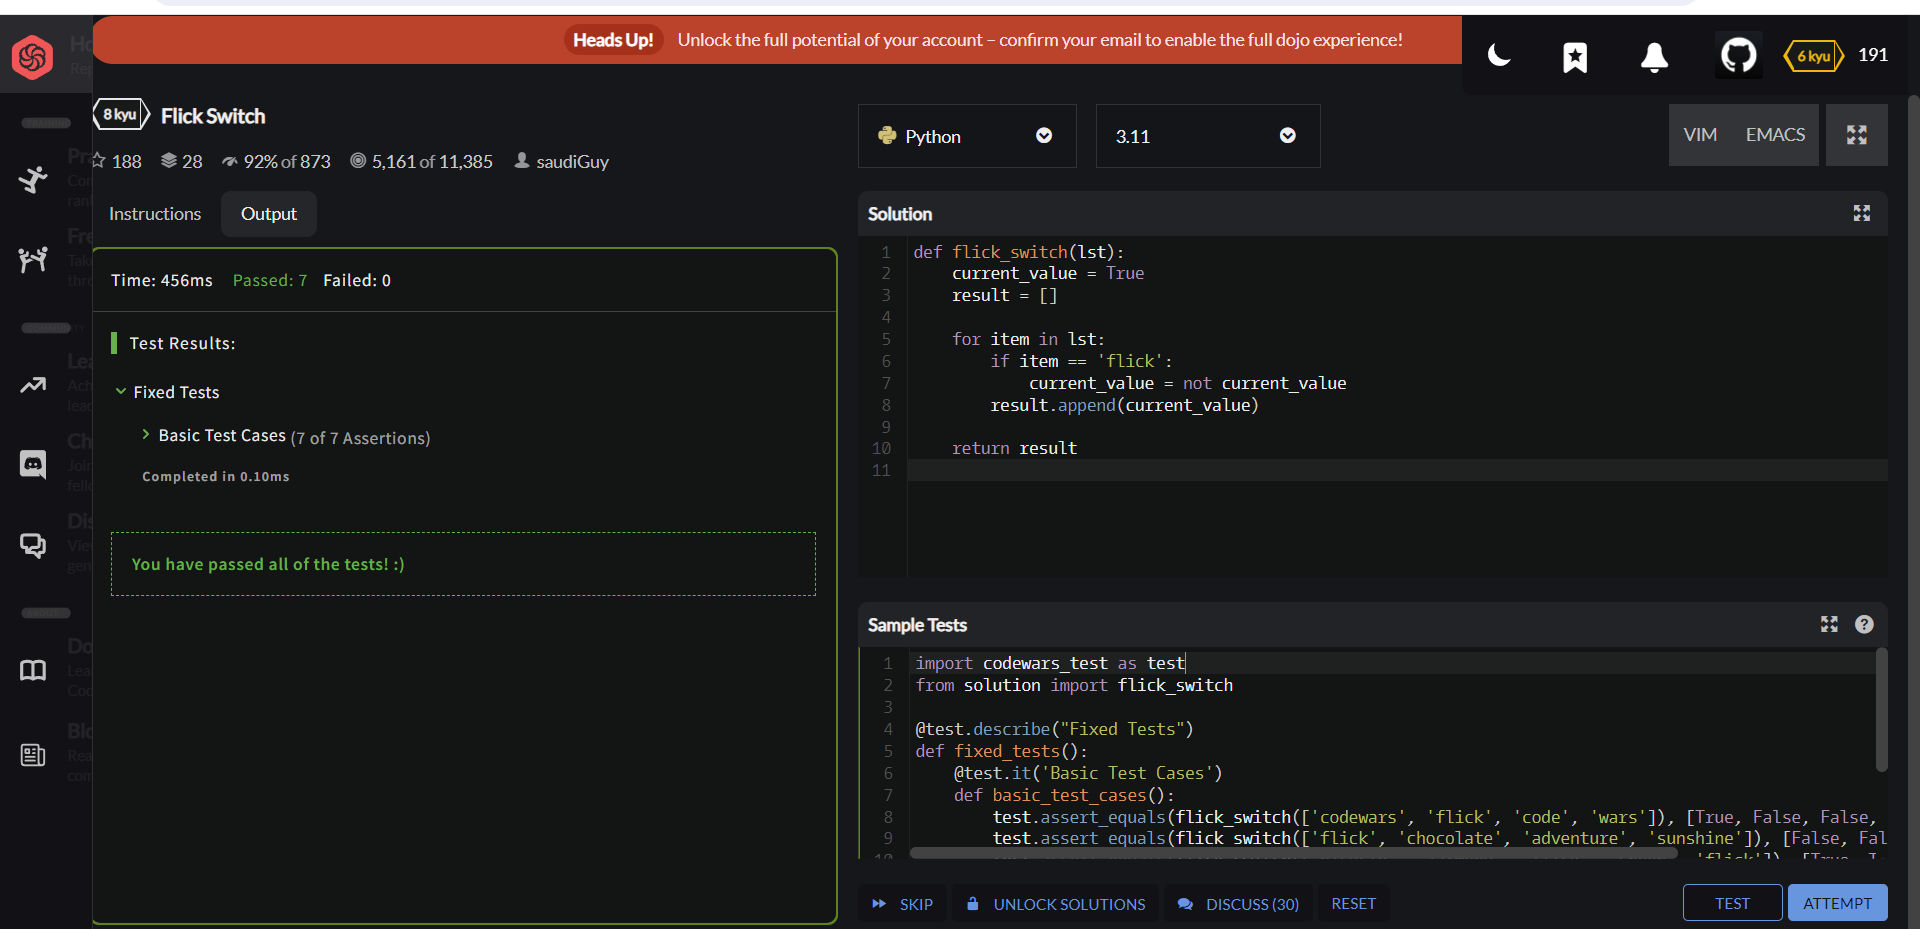 Heads Up! Unlock the full potential of your account – confirm your email to enable the full dojo experience!
6 kyu 191
8 kyu Flick Switch
188 28 92% of 873 5,161 of 11,385 saudiGuy
Instructions Output
Time: 456ms Passed: 7 Failed: 0
Test Results:
Fixed Tests
Basic Test Cases (7 of 7 Assertions)
Completed in 0.10ms
You have passed all of the tests! :)
Python 3.11 VIM EMACS
Solution
1 def flick_switch(lst):
2     current_value = True
3     result = []
4
5     for item in lst:
6         if item == 'flick':
7             current_value = not current_value
8         result.append(current_value)
9
10     return result
11
Sample Tests
1 import codewars_test as test
2 from solution import flick_switch
3
4 @test.describe("Fixed Tests")
5 def fixed_tests():
6     @test.it('Basic Test Cases')
7     def basic_test_cases():
8         test.assert_equals(flick_switch(['codewars', 'flick', 'code', 'wars']), [True, False, False,
9         test.assert_equals(flick_switch(['flick', 'chocolate', 'adventure', 'sunshine']), [False, Fal
SKIP UNLOCK SOLUTIONS DISCUSS (30) RESET TEST ATTEMPT